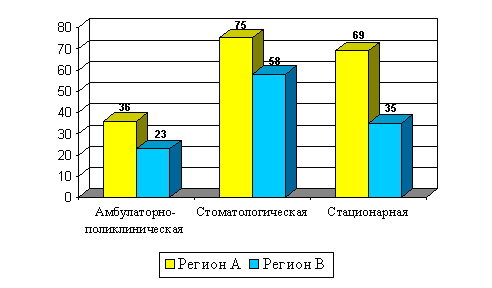 80
70
60
50
40
30
20
10
0
36
23
75
58
69
35
Амбулаторно-
поликлиническая
Стоматологическая
Стационарная
Регион А
Регион В